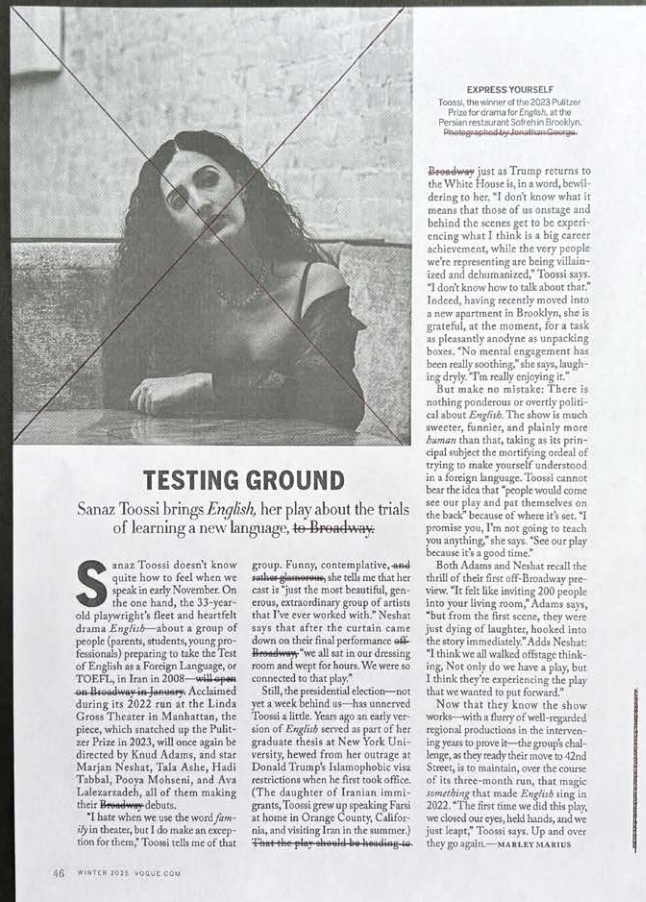 EXPRESS YOURSELF
Toossi, the winner of the 2023 Pulitzer
Prize for drama for English, at the
Persian restaurant Sofreh in Brooklyn.
Photographed by Jonathan George.
TESTING GROUND
Sanaz Toossi brings English, her play about the trials
of learning a new language, to Broadway.
Sanaz Toossi doesn't know
quite how to feel when we
speak in early November. On
the one hand, the 33-year-
old playwright's fleet and heartfelt
drama English—about a group of
people (parents, students, young pro-
fessionals) preparing to take the Test
of English as a Foreign Language, or
TOEFL, in Iran in 2008—will open
on Broadway in January. Acclaimed
during its 2022 run at the Linda
Gross Theater in Manhattan, the
piece, which snatched up the Pulit-
zer Prize in 2023, will once again be
directed by Knud Adams, and star
Marjan Neshat, Tala Ashe, Hadi
Tabbal, Pooya Mohseni, and Ava
Lalezarzadeh, all of them making
their Broadway debuts.
"I hate when we use the word fam-
ily in theater, but I do make an excep-
tion for them," Toossi tells me of that
group. Funny, contemplative, and
rather glamorous, she tells me that her
cast is "just the most beautiful, gen-
erous, extraordinary group of artists
that I've ever worked with." Neshat
says that after the curtain came
down on their final performance off-
Broadway, "we all sat in our dressing
room and wept for hours. We were so
connected to that play."
Still, the presidential election—not
yet a week behind us—has unnerved
Toossi a little. Years ago an early ver-
sion of English served as part of her
graduate thesis at New York Uni-
versity, hewed from her outrage at
Donald Trump's Islamophobic visa
restrictions when he first took office.
(The daughter of Iranian immi-
grants, Toossi grew up speaking Farsi
at home in Orange County, Califor-
nia, and visiting Iran in the summer.)
That the play should be heading to
Broadway just as Trump returns to
the White House is, in a word, bewil-
dering to her. "I don't know what it
means that those of us onstage and
behind the scenes get to be experi-
encing what I think is a big career
achievement, while the very people
we're representing are being villain-
ized and dehumanized," Toossi says.
"I don't know how to talk about that."
Indeed, having recently moved into
a new apartment in Brooklyn, she is
grateful, at the moment, for a task
as pleasantly anodyne as unpacking
boxes. "No mental engagement has
been really soothing," she says, laugh-
ing dryly. "I'm really enjoying it."
But make no mistake: There is
nothing ponderous or overtly politi-
cal about English. The show is much
sweeter, funnier, and plainly more
human than that, taking as its prin-
cipal subject the mortifying ordeal of
trying to make yourself understood
in a foreign language. Toossi cannot
bear the idea that "people would come
see our play and pat themselves on
the back" because of where it's set. "I
promise you, I'm not going to teach
you anything," she says. "See our play
because it's a good time."
Both Adams and Neshat recall the
thrill of their first off-Broadway pre-
view. "It felt like inviting 200 people
into your living room," Adams says,
"but from the first scene, they were
just dying of laughter, hooked into
the story immediately." Adds Neshat:
"I think we all walked offstage think-
ing, Not only do we have a play, but
I think they're experiencing the play
that we wanted to put forward."
Now that they know the show
works—with a flurry of well-regarded
regional productions in the interven-
ing years to prove it—the group's chal-
lenge, as they ready their move to 42nd
Street, is to maintain, over the course
of its three-month run, that magic
something that made English sing in
2022. "The first time we did this play,
we closed our eyes, held hands, and we
just leapt," Toossi says. Up and over
they go again.—MARLEY MARIUS
46 WINTER 2025 VOGUE.COM